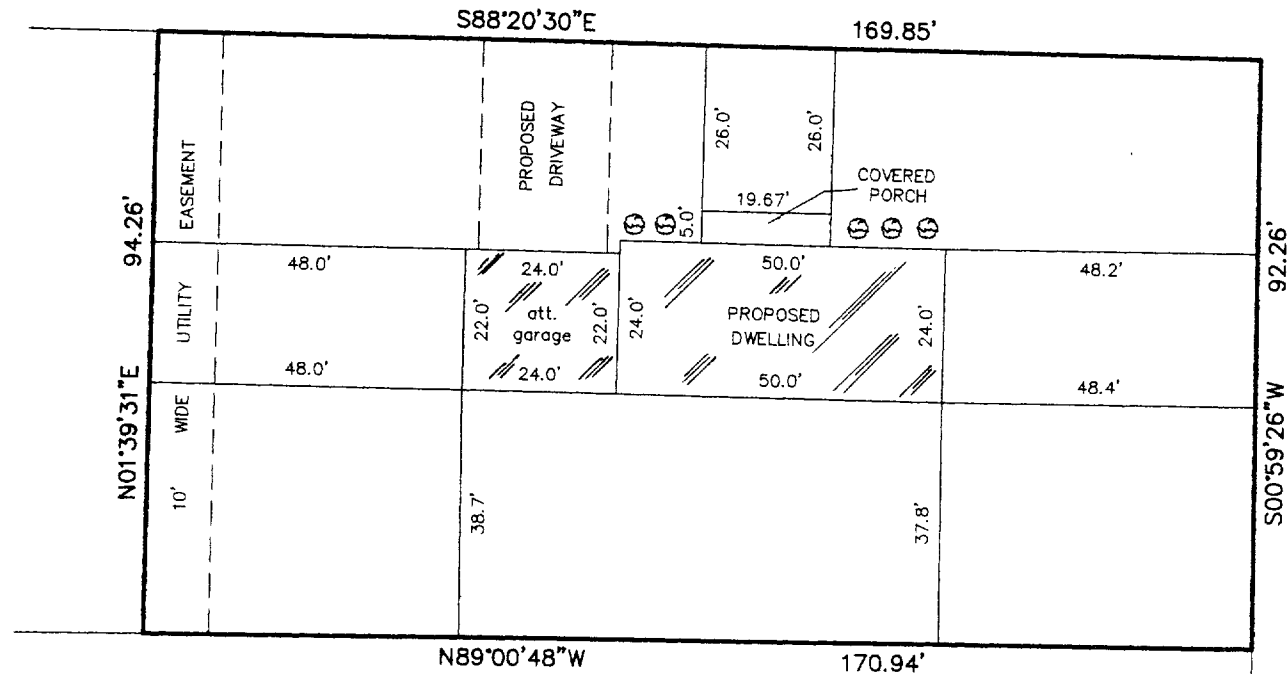 S88°20'30"E
169.85'
EASEMENT
PROPOSED
DRIVEWAY
26.0'
26.0'
COVERED
PORCH
19.67'
5.0'
94.26'
92.26'
48.0'
24.0'
50.0'
48.2'
UTILITY
22.0'
att.
garage
22.0'
24.0'
PROPOSED
DWELLING
24.0'
48.0'
24.0'
50.0'
48.4'
N01°39'31"E
WIDE
10'
S00°59'26"W
38.7'
37.8'
N89°00'48"W
170.94'